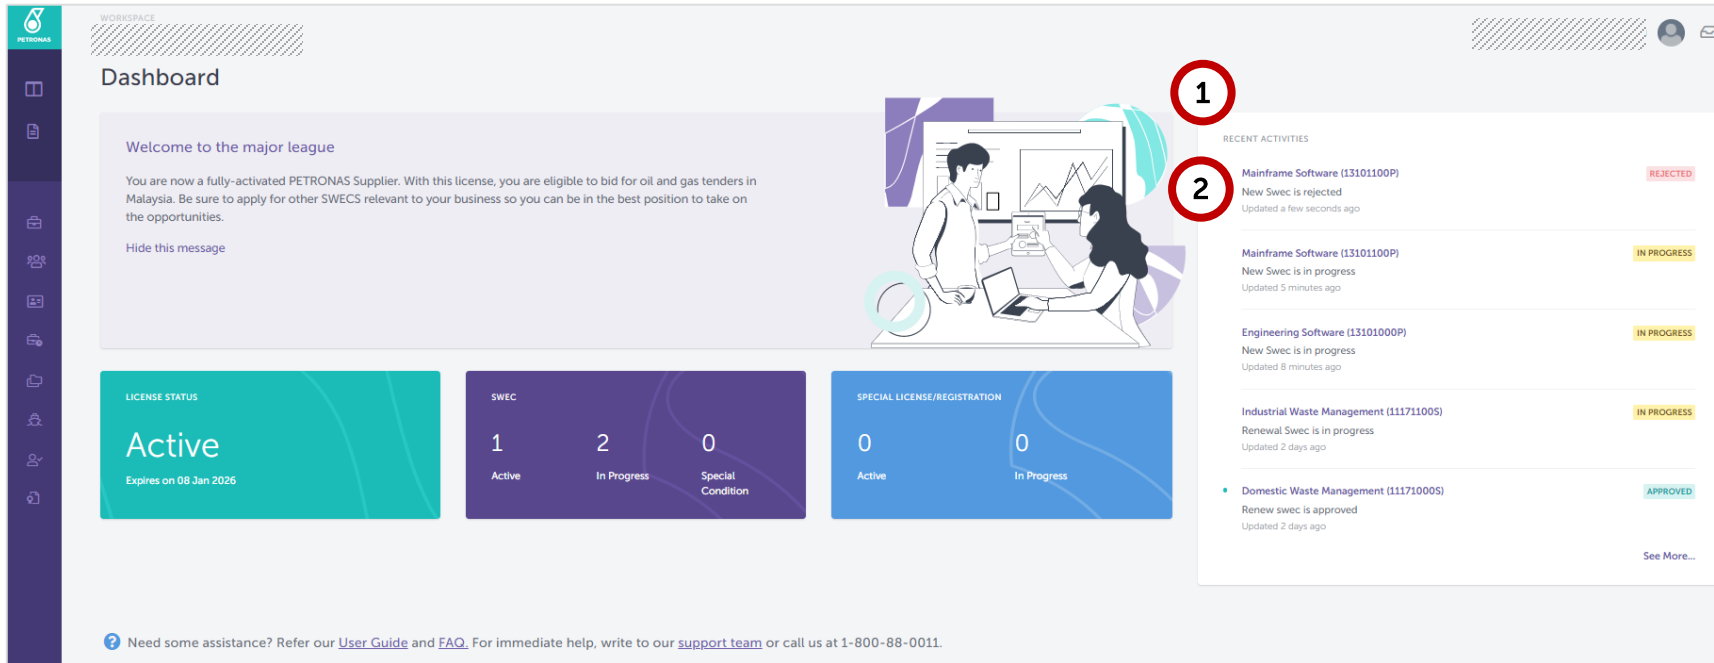 PETRONAS
WORKSPACE
Dashboard
Welcome to the major league
You are now a fully-activated PETRONAS Supplier. With this license, you are eligible to bid for oil and gas tenders in
Malaysia. Be sure to apply for other SWECS relevant to your business so you can be in the best position to take on
the opportunities.
Hide this message
LICENSE STATUS
Active
Expires on 08 Jan 2026
SWEC
1 2 0
Active In Progress Special
Condition
SPECIAL LICENSE/REGISTRATION
0 0
Active In Progress
1
2
RECENT ACTIVITIES
Mainframe Software (13101100P) REJECTED
New Swec is rejected
Updated a few seconds ago
Mainframe Software (13101100P) IN PROGRESS
New Swec is in progress
Updated 5 minutes ago
Engineering Software (13101000P) IN PROGRESS
New Swec is in progress
Updated 8 minutes ago
Industrial Waste Management (11171100S) IN PROGRESS
Renewal Swec is in progress
Updated 2 days ago
Domestic Waste Management (11171000S) APPROVED
Renew swec is approved
Updated 2 days ago
See More...
Need some assistance? Refer our User Guide and FAQ. For immediate help, write to our support team or call us at 1-800-88-0011.